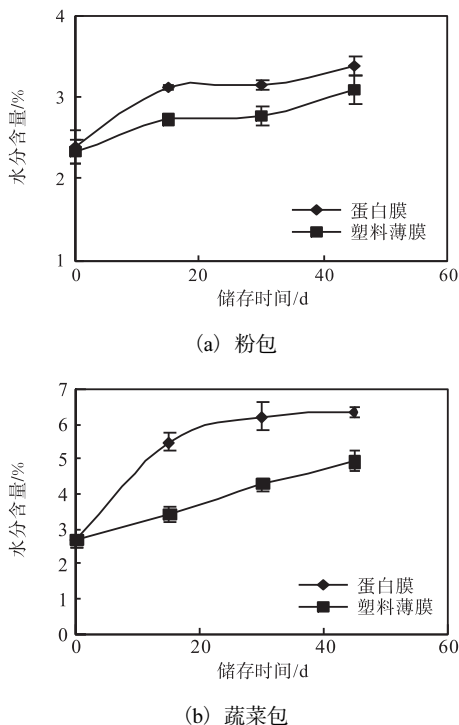 4
3
2
1
水分含量/%
蛋白膜
塑料薄膜
0
20
40
60
储存时间/d
（a）粉包
7
6
5
4
3
2
1
0
水分含量/%
蛋白膜
塑料薄膜
0
20
40
60
储存时间/d
（b）蔬菜包